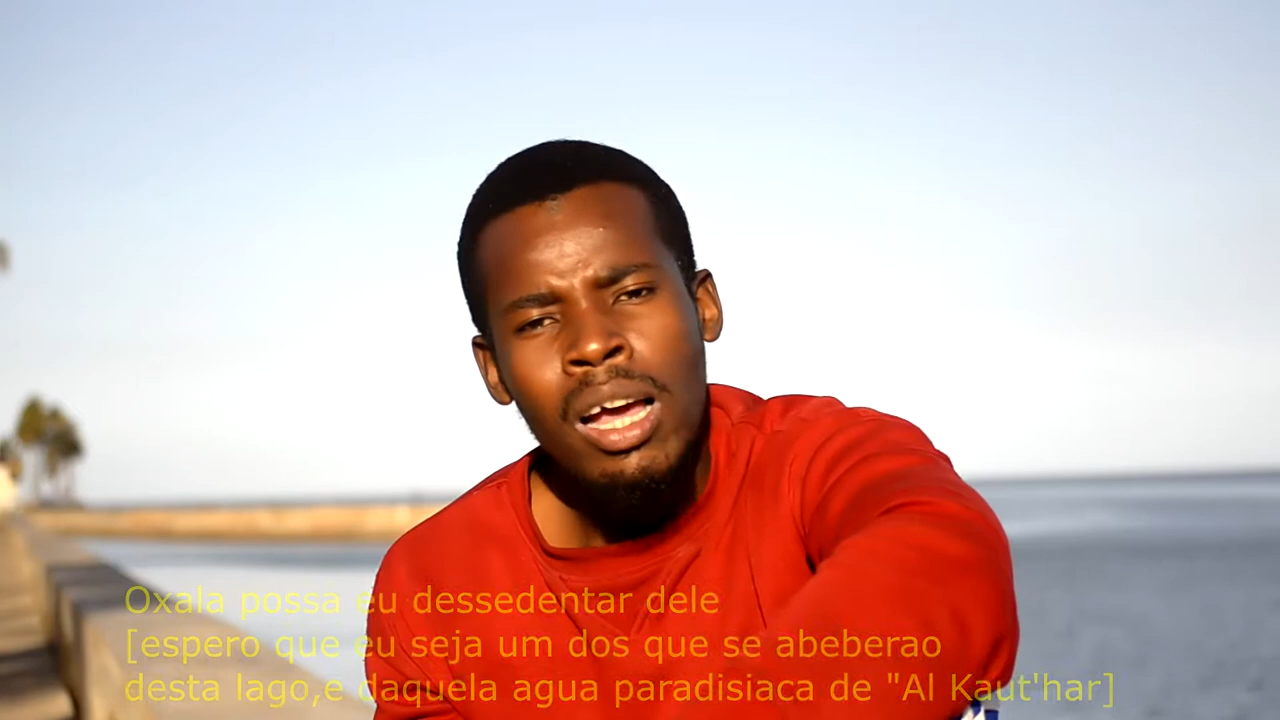 Oxala possa eu dessedentar dele
[espero que eu seja um dos que se abeberao
desta lago,e daquela agua paradisiaca de "Al Kaut'har]